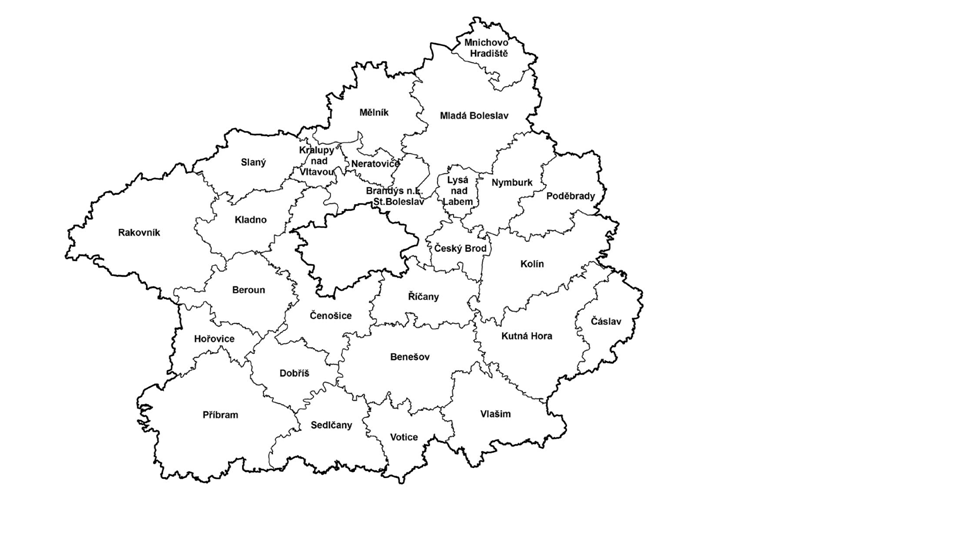 Mnichovo
Hradiště
Mělník
Mladá Boleslav
Kralupy
nad
Vltavou
Slaný
Neratovice
Lysá
nad
Labem
Nymburk
Brandýs n.L.
St.Boleslav
Poděbrady
Rakovník
Kladno
Český Brod
Kolín
Beroun
Říčany
Čenošice
Čáslav
Hořovice
Kutná Hora
Benešov
Dobříš
Příbram
Sedlčany
Votice
Vlašim